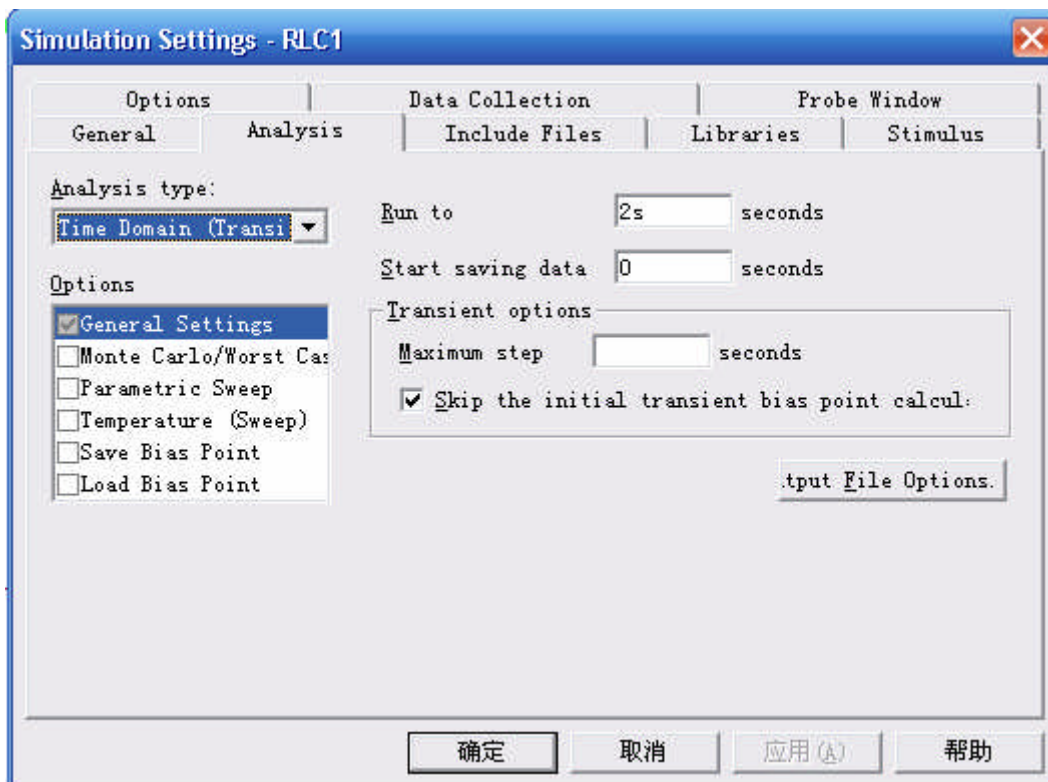 Simulation Settings - RLC1
Options Data Collection Probe Window
General Analysis Include Files Libraries Stimulus
Analysis type:
Time Domain (Transi
Run to 2s seconds
Start saving data 0 seconds
Options
General Settings
Monte Carlo/Worst Cas
Parametric Sweep
Temperature (Sweep)
Save Bias Point
Load Bias Point
Transient options
Maximum step seconds
Skip the initial transient bias point calcul
.tput File Options.
确定 取消 应用(A) 帮助